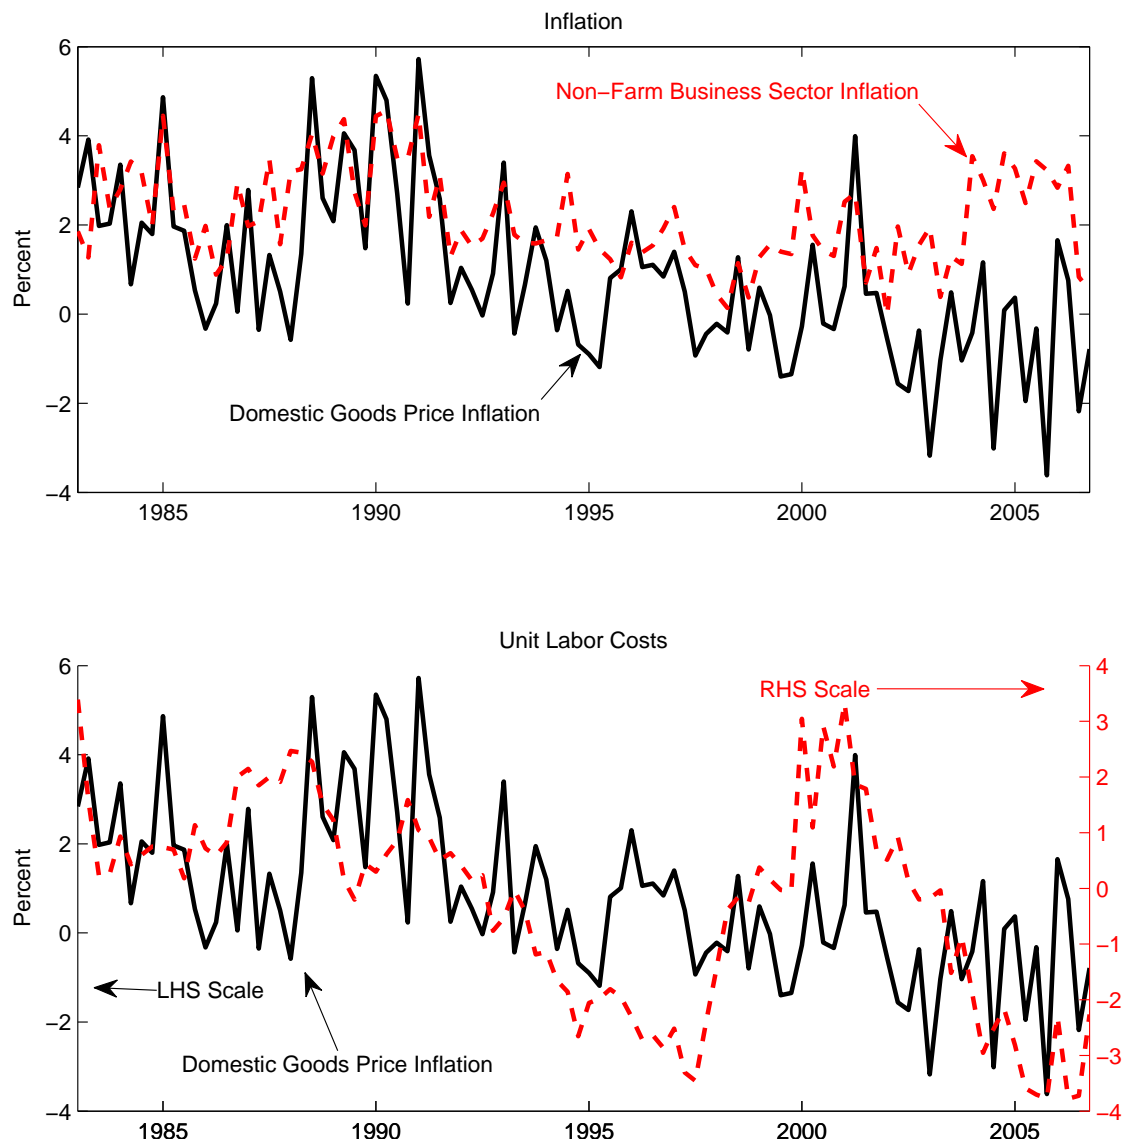 Inflation
6
Non−Farm Business Sector Inflation
4
2
Percent
0
Domestic Goods Price Inflation
−2
−4
1985 1990 1995 2000 2005
Unit Labor Costs
6 4
RHS Scale
3
4
2
2 1
Percent
0
0
−1
LHS Scale
−2 −2
Domestic Goods Price Inflation
−3
−4 −4
1985 1990 1995 2000 2005